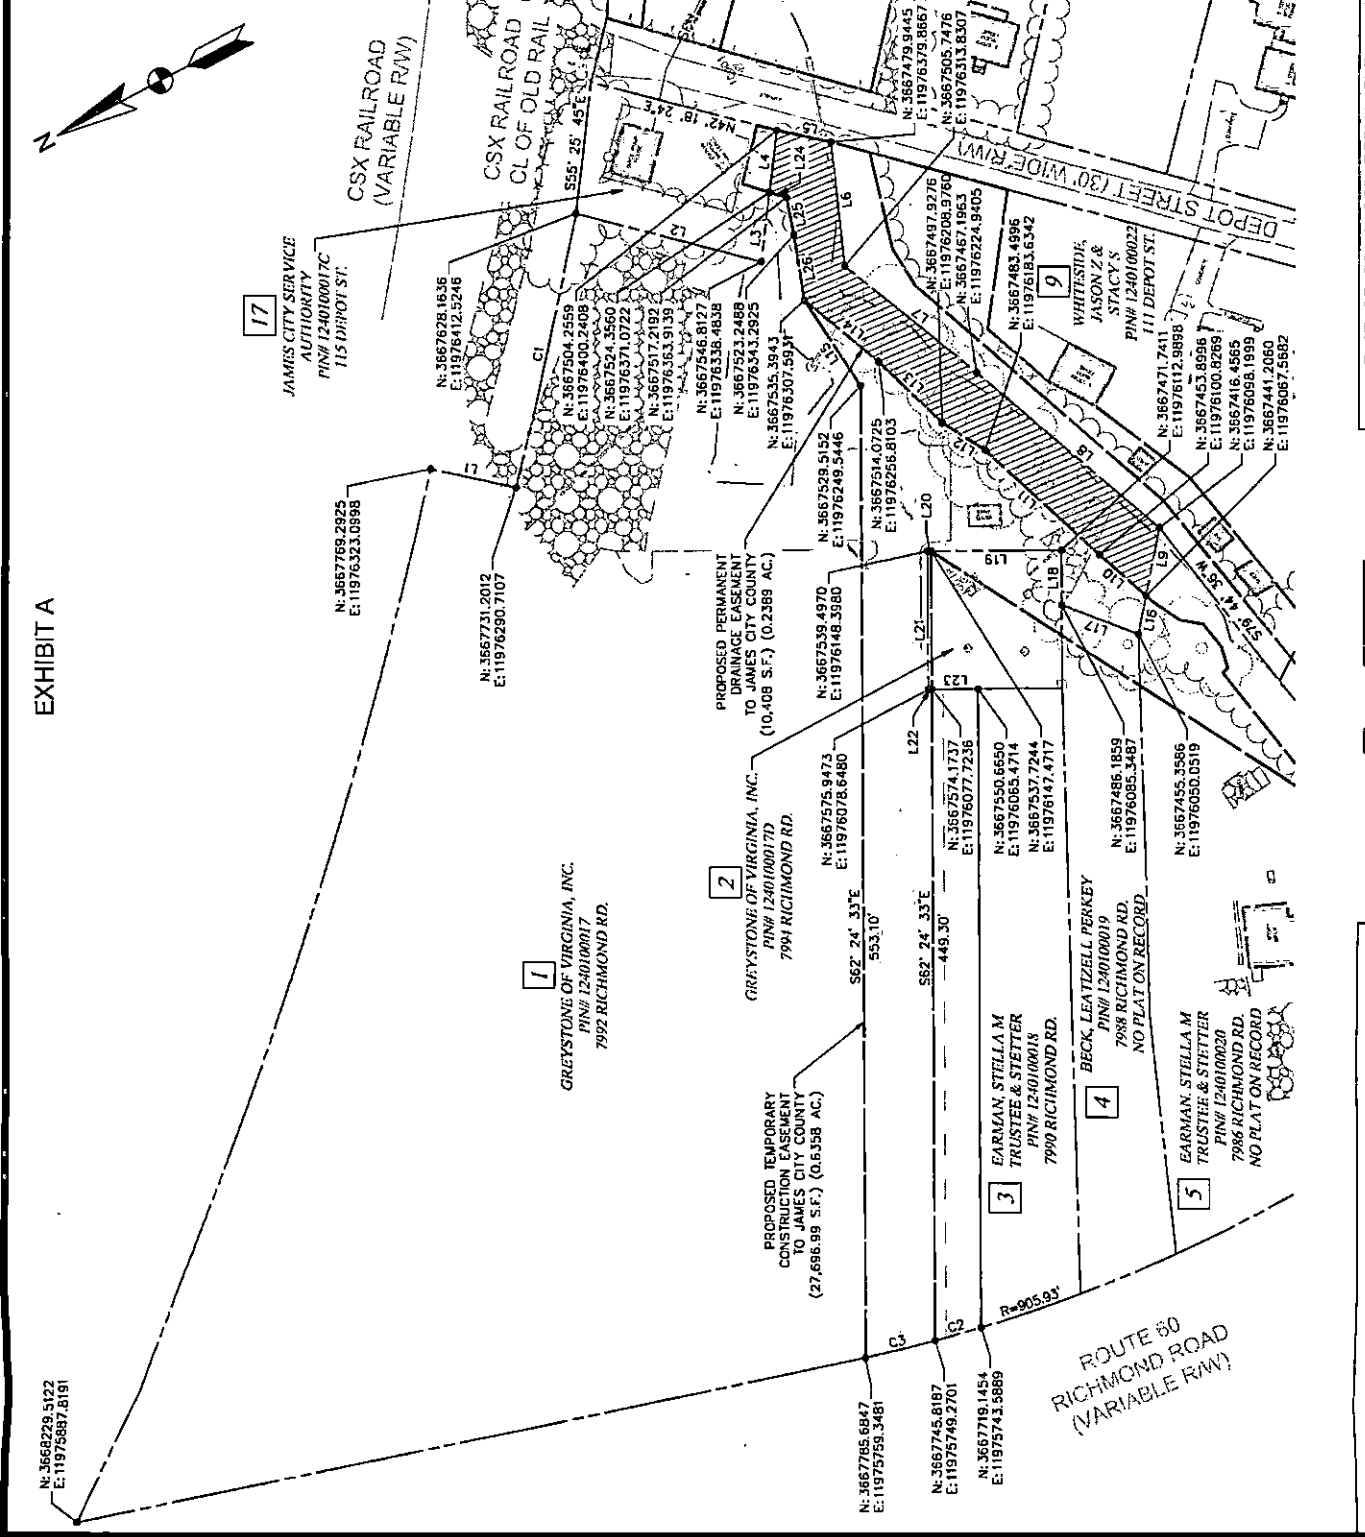 EXHIBIT A
N
CSX RAILROAD
(VARIABLE R/W)
CSX RAILROAD
CL OF OLD RAIL
S55° 25' 45"E
N42° 18' 24"E
17
JAMES CITY SERVICE
AUTHORITY
PIN# 1240100017C
115 DEPOT ST.
N: 3667628.1636
E: 11976412.5246
N: 3667504.2559
E: 11976400.2408
N: 3667524.3560
E: 11976371.0722
N: 3667517.2192
E: 11976363.9139
N: 3667546.8127
E: 11976338.4838
N: 3667523.2488
E: 11976343.2925
N: 3667535.3943
E: 11976307.5931
N: 3667479.9445
E: 11976379.8667
N: 3667505.7476
E: 11976313.8307
DEPOT STREET (30' WIDE R/W)
N: 3667497.9276
E: 11976208.9760
N: 3667467.1963
E: 11976224.9405
N: 3667483.4996
E: 11976183.6342
9
WHITESIDE,
JASON Z &
STACY S
PIN# 1240100022
111 DEPOT ST.
N: 3667471.7411
E: 11976112.9898
N: 3667453.8996
E: 11976100.8269
N: 3667416.4565
E: 11976098.1999
N: 3667441.2060
E: 11976067.5682
N: 3667769.2925
E: 11976323.0998
N: 3667731.2012
E: 11976290.7107
N: 3667529.5152
E: 11976249.5446
N: 3667514.0725
E: 11976256.8103
PROPOSED PERMANENT
DRAINAGE EASEMENT
TO JAMES CITY COUNTY
(10,408 S.F.) (0.2389 AC.)
N: 3667539.4970
E: 11976148.3980
L1
L2
L3
L4
L5
L6
L7
L8
L9
L10
L11
L12
L13
L14
L15
L16
L17
L18
L19
L20
L21
L22
L23
L24
L25
L26
C1
C2
C3
S79° 44' 36"W
2
GREYSTONE OF VIRGINIA, INC.
PIN# 1240100017D
7994 RICHMOND RD.
N: 3667575.9473
E: 11976078.6480
N: 3667574.1737
E: 11976077.7236
N: 3667550.6650
E: 11976065.4714
N: 3667537.7244
E: 11976147.4717
N: 3667486.1859
E: 11976085.3487
N: 3667455.3586
E: 11976050.0519
1
GREYSTONE OF VIRGINIA, INC.
PIN# 1240100017
7992 RICHMOND RD.
S62° 24' 33"E
553.10'
S62° 24' 33"E
449.30'
PROPOSED TEMPORARY
CONSTRUCTION EASEMENT
TO JAMES CITY COUNTY
(27,696.99 S.F.) (0.6358 AC.)
3
EARMAN, STELLA M
TRUSTEE & STETTER
PIN# 1240100018
7990 RICHMOND RD.
4
BECK, LEATIZELL PERKEY
PIN# 1240100019
7988 RICHMOND RD.
NO PLAT ON RECORD
5
EARMAN, STELLA M
TRUSTEE & STETTER
PIN# 1240100020
7986 RICHMOND RD.
NO PLAT ON RECORD
R=905.93'
ROUTE 60
RICHMOND ROAD
(VARIABLE R/W)
N: 3668229.5122
E: 11975887.8191
N: 3667785.6847
E: 11975759.3481
N: 3667745.8187
E: 11975749.2701
N: 3667719.1454
E: 11975743.5889